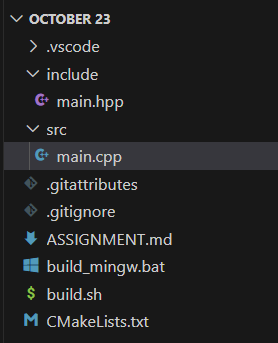 OCTOBER 23
.vscode
include
main.hpp
src
main.cpp
.gitattributes
.gitignore
ASSIGNMENT.md
build_mingw.bat
build.sh
CMakeLists.txt